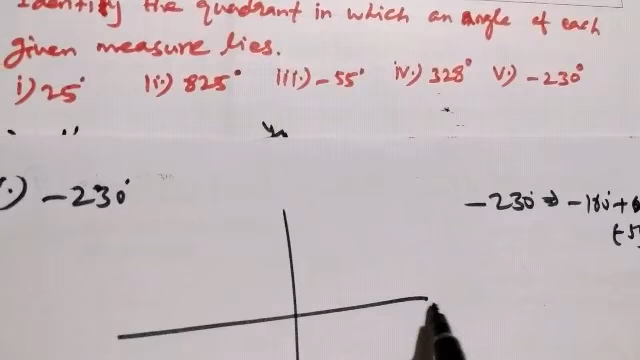 Identify the quadrant in which an angle of each
given measure lies.
i) 25° ii.) 825° iii.) -55° iv.) 328° v.) -230°
.) -230°
-230° ⇒ -180° +
(-5